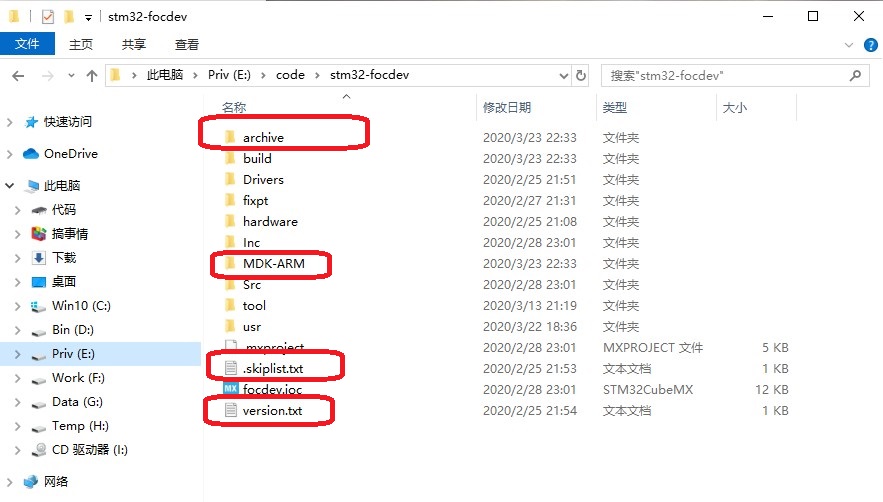 stm32-focdev
文件 主页 共享 查看
此电脑 Priv (E:) code stm32-focdev 搜索"stm32-focdev"
名称 修改日期 类型 大小
快速访问
OneDrive
此电脑
代码
搞事情
下载
桌面
Win10 (C:)
Bin (D:)
Priv (E:)
Work (F:)
Data (G:)
Temp (H:)
CD 驱动器 (I:)
网络
archive 2020/3/23 22:33 文件夹
build 2020/3/23 22:33 文件夹
Drivers 2020/2/25 21:51 文件夹
fixpt 2020/2/27 21:31 文件夹
hardware 2020/2/25 21:08 文件夹
Inc 2020/2/28 23:01 文件夹
MDK-ARM 2020/3/23 22:33 文件夹
Src 2020/2/28 23:01 文件夹
tool 2020/3/13 21:19 文件夹
usr 2020/3/22 18:36 文件夹
.mxproject 2020/2/28 23:01 MXPROJECT 文件 5 KB
.skiplist.txt 2020/2/25 21:53 文本文档 1 KB
MX focdev.ioc 2020/2/28 23:01 STM32CubeMX 12 KB
version.txt 2020/2/25 21:54 文本文档 1 KB